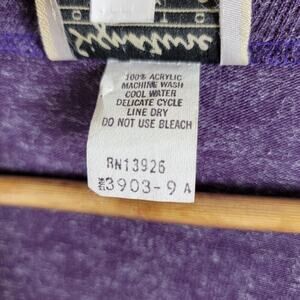 100% ACRYLIC
MACHINE WASH
COOL WATER
DELICATE CYCLE
LINE DRY
DO NOT USE BLEACH
RN13926
3903-9 A